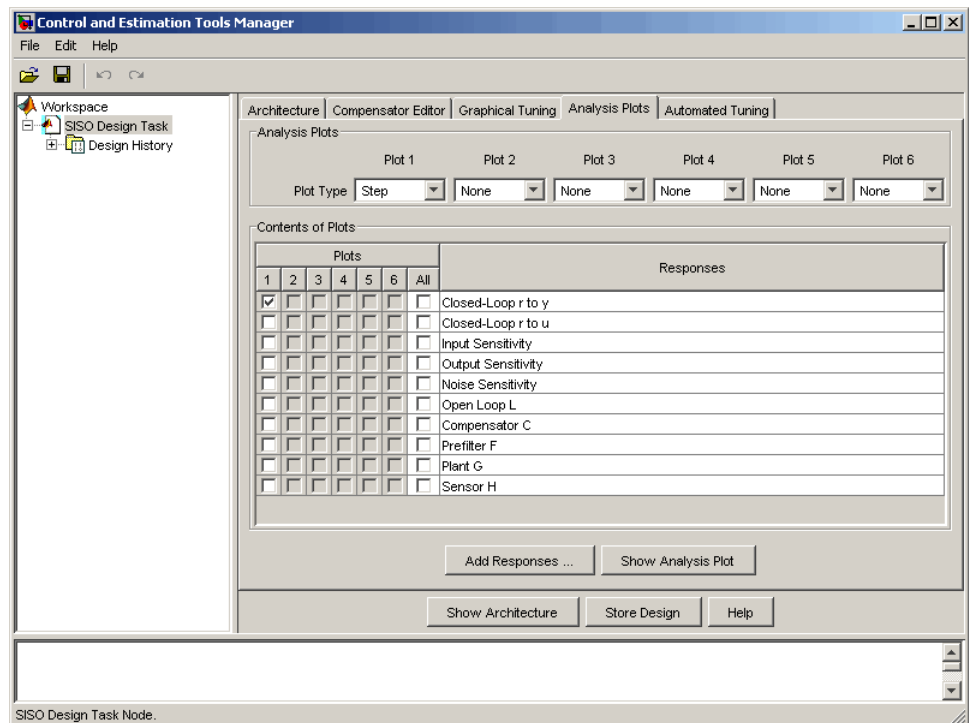 Control and Estimation Tools Manager
File Edit Help
Workspace
SISO Design Task
Design History
Architecture Compensator Editor Graphical Tuning Analysis Plots Automated Tuning
Analysis Plots
Plot 1 Plot 2 Plot 3 Plot 4 Plot 5 Plot 6
Plot Type Step None None None None None
Contents of Plots
Plots
Responses
1 2 3 4 5 6 All
Closed-Loop r to y
Closed-Loop r to u
Input Sensitivity
Output Sensitivity
Noise Sensitivity
Open Loop L
Compensator C
Prefilter F
Plant G
Sensor H
Add Responses ... Show Analysis Plot
Show Architecture Store Design Help
SISO Design Task Node.